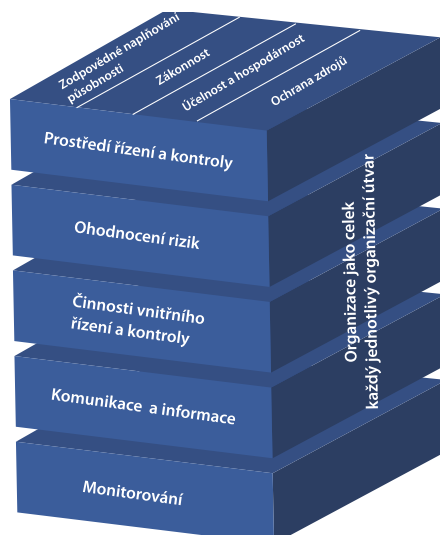 Zodpovědné naplňování
působnosti
Zákonnost
Účelnost a hospodárnost
Ochrana zdrojů
Prostředí řízení a kontroly
Ohodnocení rizik
Činnosti vnitřního
řízení a kontroly
Komunikace a informace
Monitorování
Organizace jako celek
každý jednotlivý organizační útvar